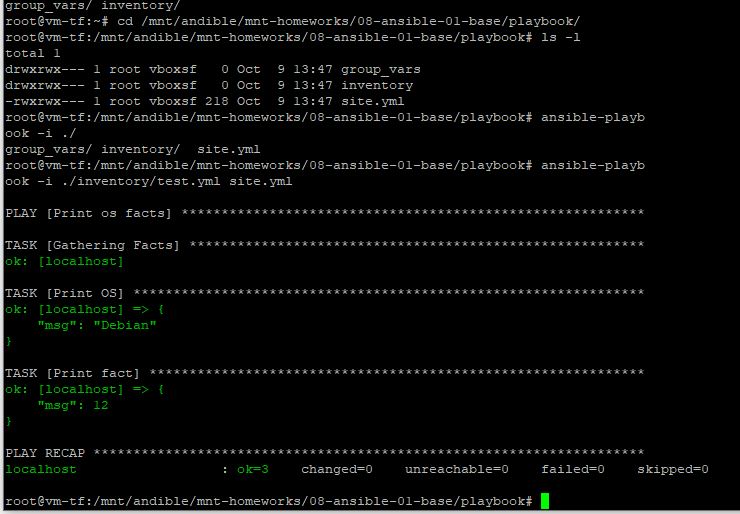 group_vars/ inventory/
root@vm-tf:~# cd /mnt/andible/mnt-homeworks/08-ansible-01-base/playbook/
root@vm-tf:/mnt/andible/mnt-homeworks/08-ansible-01-base/playbook# ls -l
total 1
drwxrwx--- 1 root vboxsf   0 Oct  9 13:47 group_vars
drwxrwx--- 1 root vboxsf   0 Oct  9 13:47 inventory
-rwxrwx--- 1 root vboxsf 218 Oct  9 13:47 site.yml
root@vm-tf:/mnt/andible/mnt-homeworks/08-ansible-01-base/playbook# ansible-playb
ook -i ./
group_vars/ inventory/  site.yml
root@vm-tf:/mnt/andible/mnt-homeworks/08-ansible-01-base/playbook# ansible-playb
ook -i ./inventory/test.yml site.yml
PLAY [Print os facts] **********************************************************
TASK [Gathering Facts] *********************************************************
ok: [localhost]
TASK [Print OS] ****************************************************************
ok: [localhost] => {
    "msg": "Debian"
}
TASK [Print fact] **************************************************************
ok: [localhost] => {
    "msg": 12
}
PLAY RECAP *********************************************************************
localhost                  : ok=3    changed=0    unreachable=0    failed=0    skipped=0
root@vm-tf:/mnt/andible/mnt-homeworks/08-ansible-01-base/playbook#